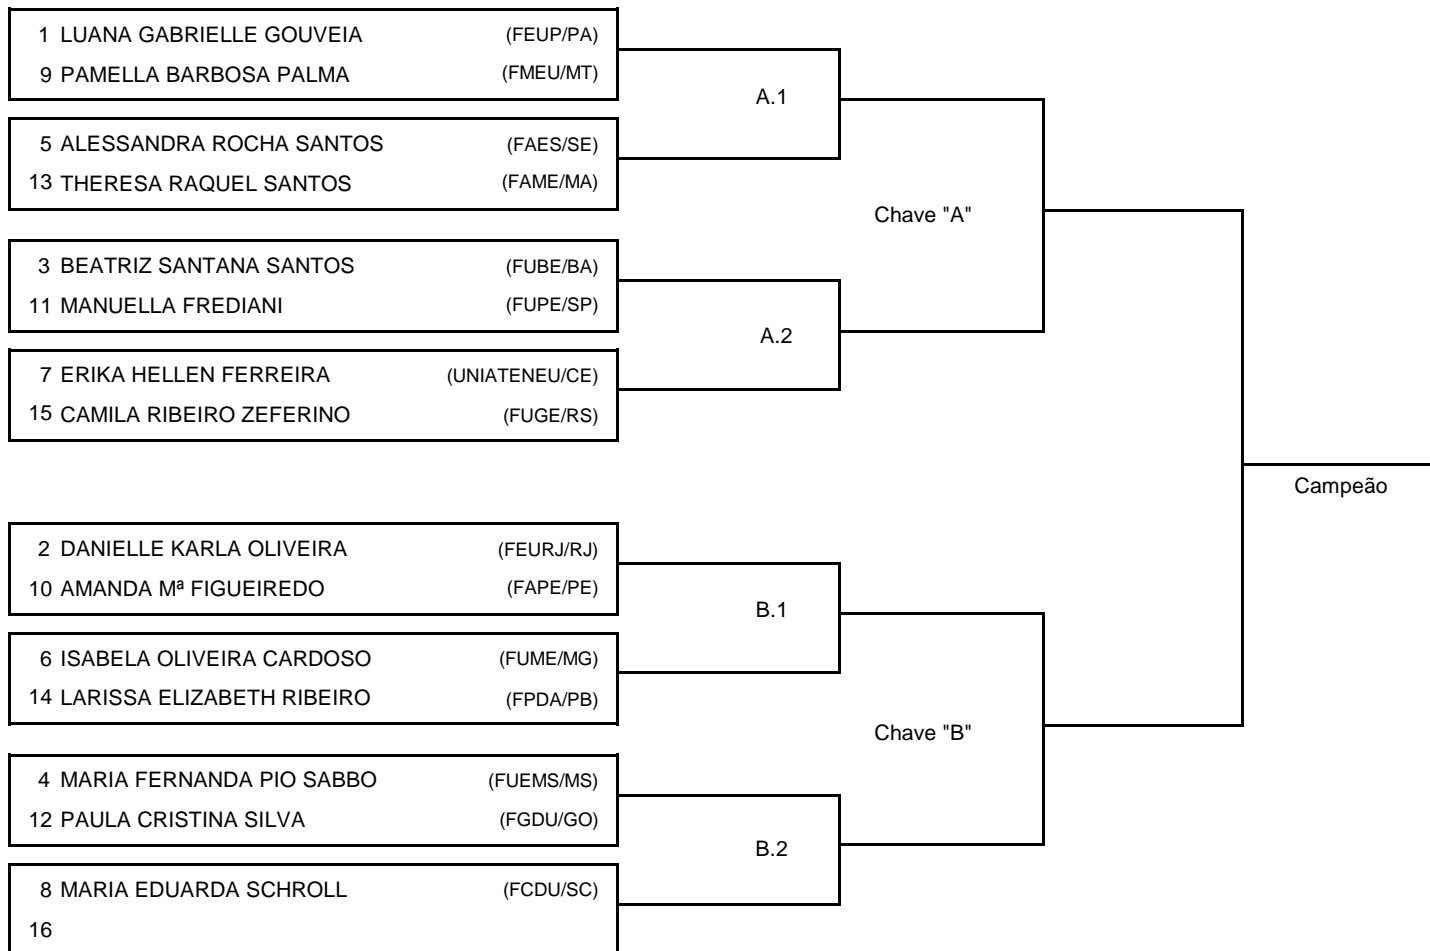 1 LUANA GABRIELLE GOUVEIA (FEUP/PA)
9 PAMELLA BARBOSA PALMA (FMEU/MT)
A.1
5 ALESSANDRA ROCHA SANTOS (FAES/SE)
13 THERESA RAQUEL SANTOS (FAME/MA)
Chave "A"
3 BEATRIZ SANTANA SANTOS (FUBE/BA)
11 MANUELLA FREDIANI (FUPE/SP)
A.2
7 ERIKA HELLEN FERREIRA (UNIATENEU/CE)
15 CAMILA RIBEIRO ZEFERINO (FUGE/RS)
Campeão
2 DANIELLE KARLA OLIVEIRA (FEURJ/RJ)
10 AMANDA Mª FIGUEIREDO (FAPE/PE)
B.1
6 ISABELA OLIVEIRA CARDOSO (FUME/MG)
14 LARISSA ELIZABETH RIBEIRO (FPDA/PB)
Chave "B"
4 MARIA FERNANDA PIO SABBO (FUEMS/MS)
12 PAULA CRISTINA SILVA (FGDU/GO)
B.2
8 MARIA EDUARDA SCHROLL (FCDU/SC)
16